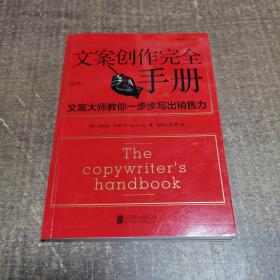 文案创作完全
手册
文案大师教你一步步写出销售力
The
copywriter's
handbook